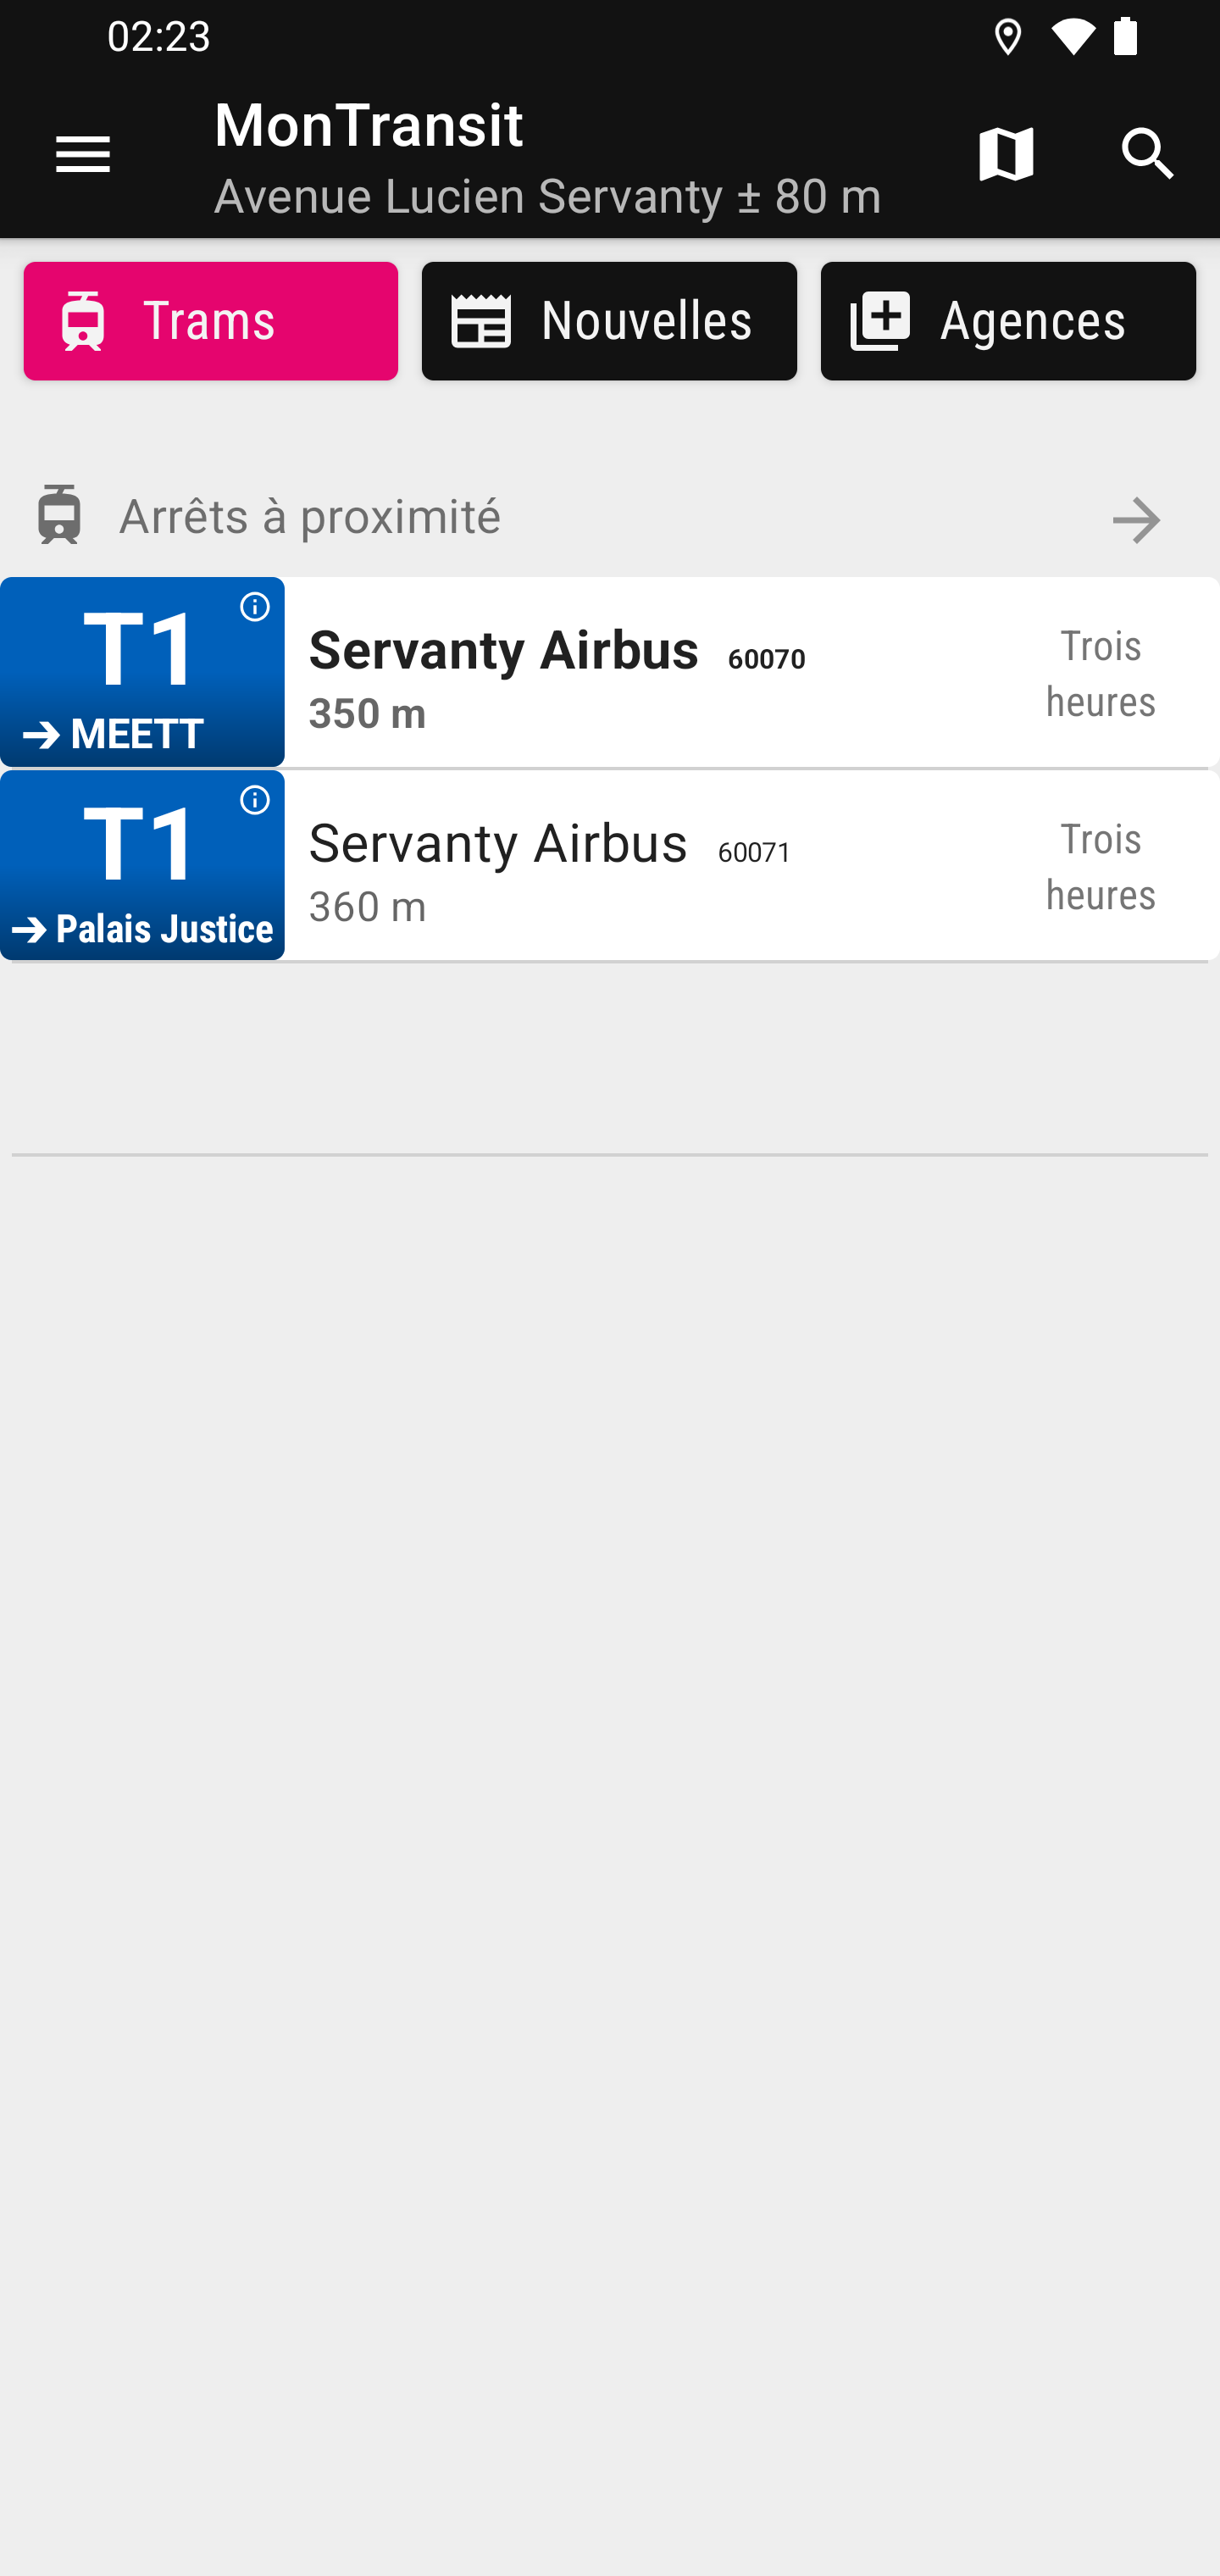 02:23
MonTransit
Avenue Lucien Servanty ± 80 m
Trams
Nouvelles
Agences
Arrêts à proximité
T1
→ MEETT
Servanty Airbus 60070
350 m
Trois
heures
T1
→ Palais Justice
Servanty Airbus 60071
360 m
Trois
heures